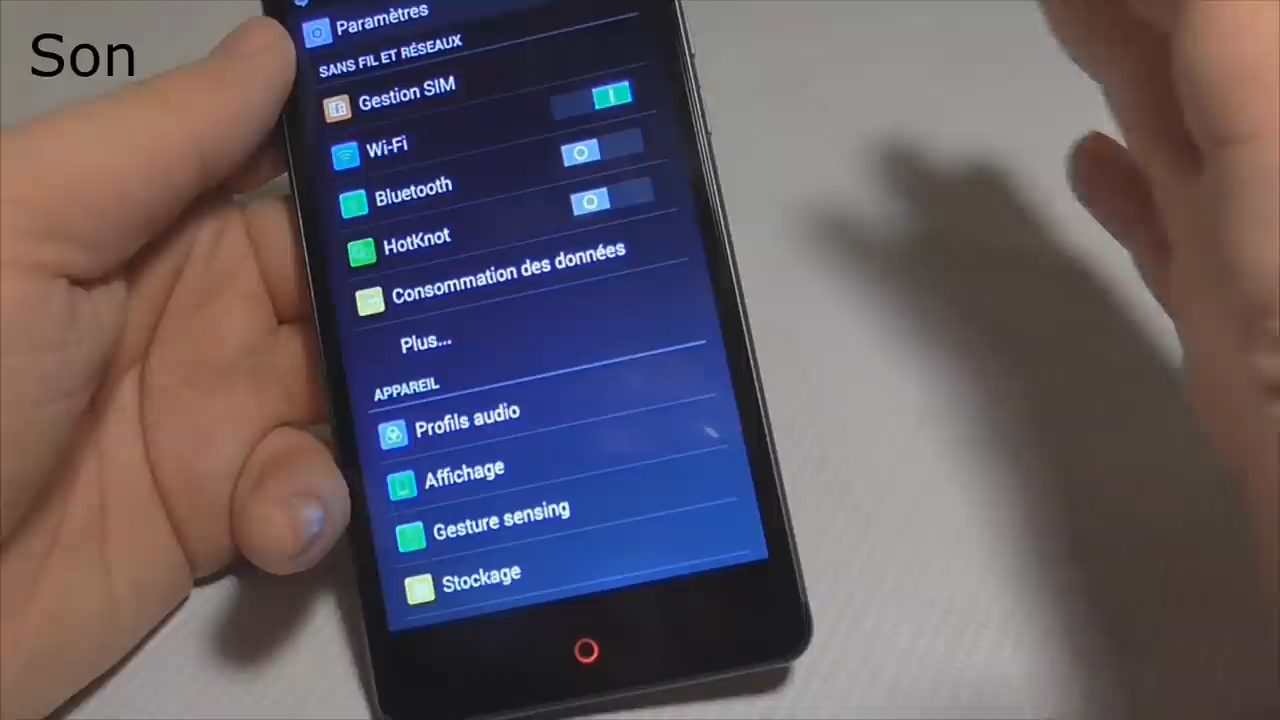 Son
Paramètres
SANS FIL ET RÉSEAUX
Gestion SIM
Wi-Fi
Bluetooth
HotKnot
Consommation des données
Plus...
APPAREIL
Profils audio
Affichage
Gesture sensing
Stockage